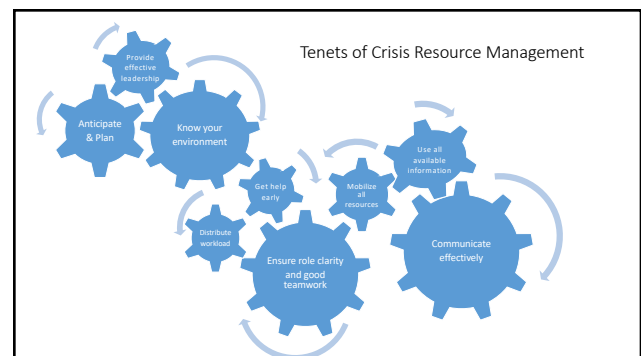 Tenets of Crisis Resource Management
Provide
effective
leadership
Anticipate
& Plan
Know your
environment
Get help
early
Distribute
workload
Ensure role clarity
and good
teamwork
Mobilize
all
resources
Use all
available
information
Communicate
effectively